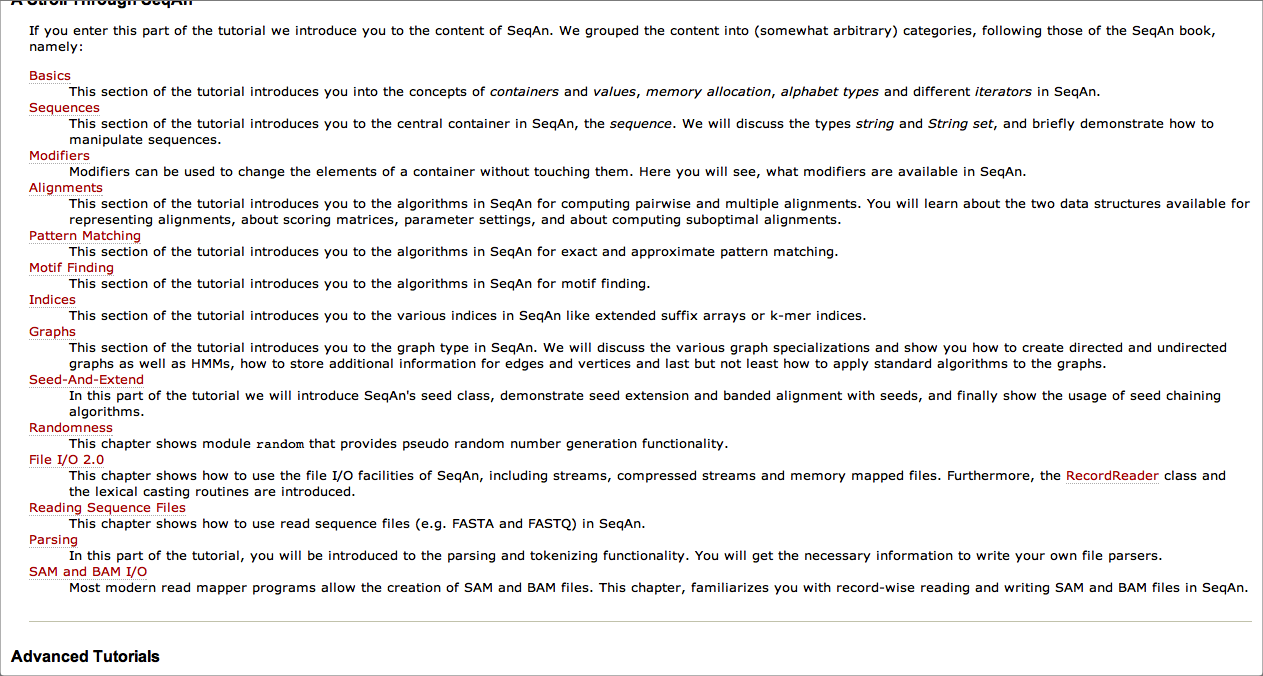 A Stroll Through SeqAn
If you enter this part of the tutorial we introduce you to the content of SeqAn. We grouped the content into (somewhat arbitrary) categories, following those of the SeqAn book,
namely:
Basics
This section of the tutorial introduces you into the concepts of containers and values, memory allocation, alphabet types and different iterators in SeqAn.
Sequences
This section of the tutorial introduces you to the central container in SeqAn, the sequence. We will discuss the types string and String set, and briefly demonstrate how to
manipulate sequences.
Modifiers
Modifiers can be used to change the elements of a container without touching them. Here you will see, what modifiers are available in SeqAn.
Alignments
This section of the tutorial introduces you to the algorithms in SeqAn for computing pairwise and multiple alignments. You will learn about the two data structures available for
representing alignments, about scoring matrices, parameter settings, and about computing suboptimal alignments.
Pattern Matching
This section of the tutorial introduces you to the algorithms in SeqAn for exact and approximate pattern matching.
Motif Finding
This section of the tutorial introduces you to the algorithms in SeqAn for motif finding.
Indices
This section of the tutorial introduces you to the various indices in SeqAn like extended suffix arrays or k-mer indices.
Graphs
This section of the tutorial introduces you to the graph type in SeqAn. We will discuss the various graph specializations and show you how to create directed and undirected
graphs as well as HMMs, how to store additional information for edges and vertices and last but not least how to apply standard algorithms to the graphs.
Seed-And-Extend
In this part of the tutorial we will introduce SeqAn's seed class, demonstrate seed extension and banded alignment with seeds, and finally show the usage of seed chaining
algorithms.
Randomness
This chapter shows module random that provides pseudo random number generation functionality.
File I/O 2.0
This chapter shows how to use the file I/O facilities of SeqAn, including streams, compressed streams and memory mapped files. Furthermore, the RecordReader class and
the lexical casting routines are introduced.
Reading Sequence Files
This chapter shows how to use read sequence files (e.g. FASTA and FASTQ) in SeqAn.
Parsing
In this part of the tutorial, you will be introduced to the parsing and tokenizing functionality. You will get the necessary information to write your own file parsers.
SAM and BAM I/O
Most modern read mapper programs allow the creation of SAM and BAM files. This chapter, familiarizes you with record-wise reading and writing SAM and BAM files in SeqAn.
Advanced Tutorials